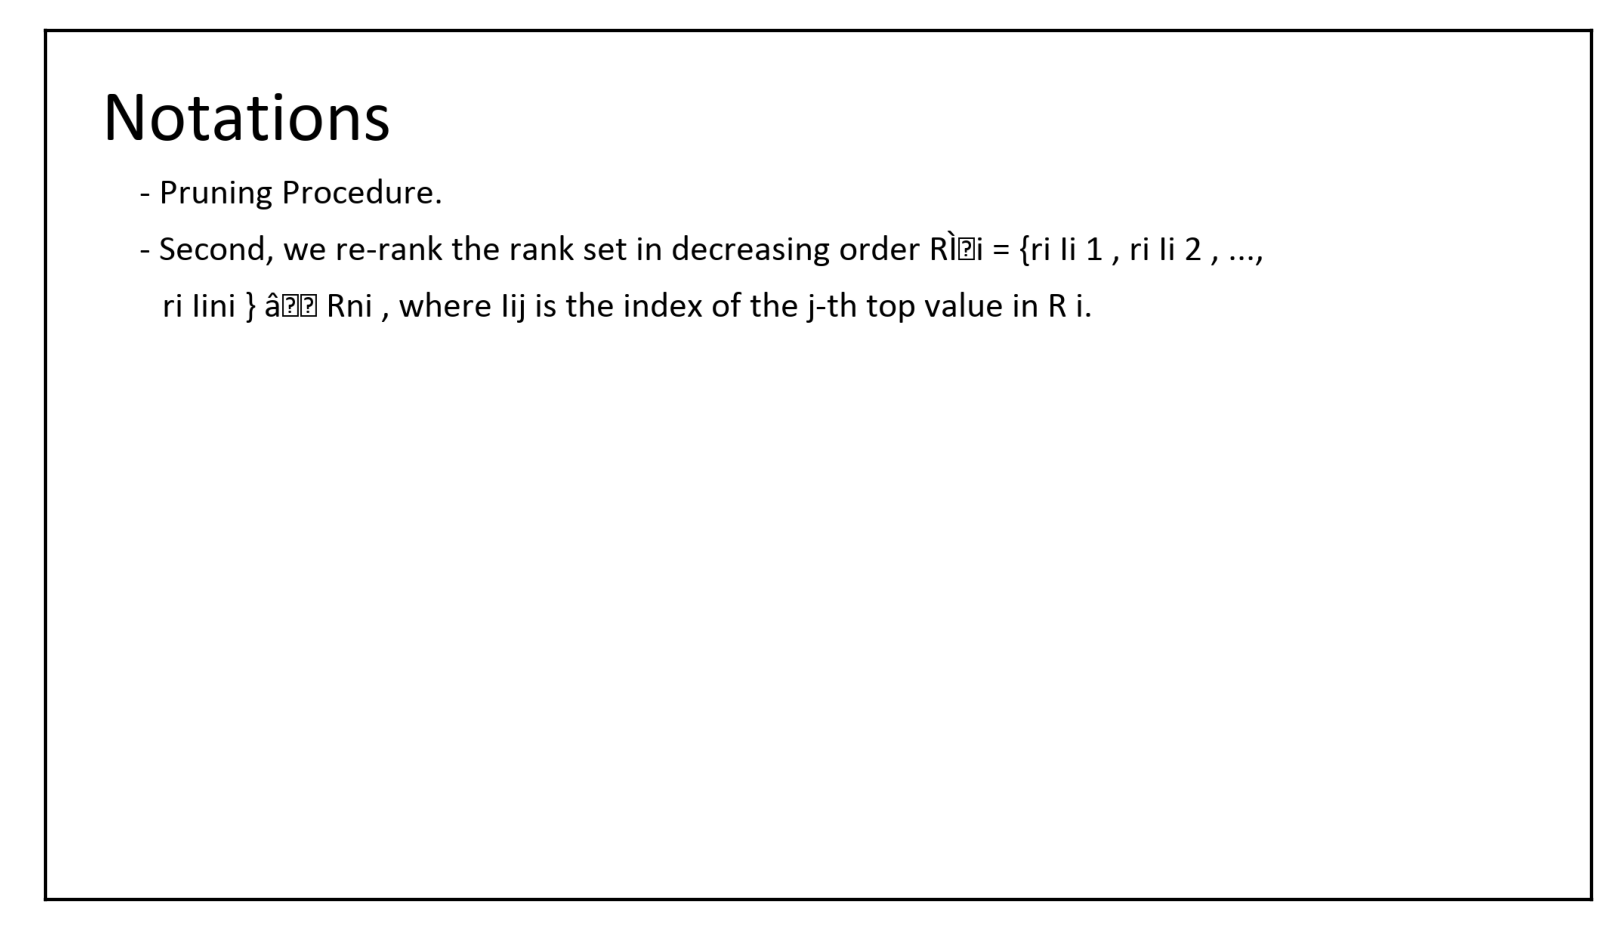 Notations
- Pruning Procedure.
- Second, we re-rank the rank set in decreasing order RÌ�i = {ri Ii 1 , ri Ii 2 , ...,
ri Iini } â�� Rni , where Iij is the index of the j-th top value in R i.